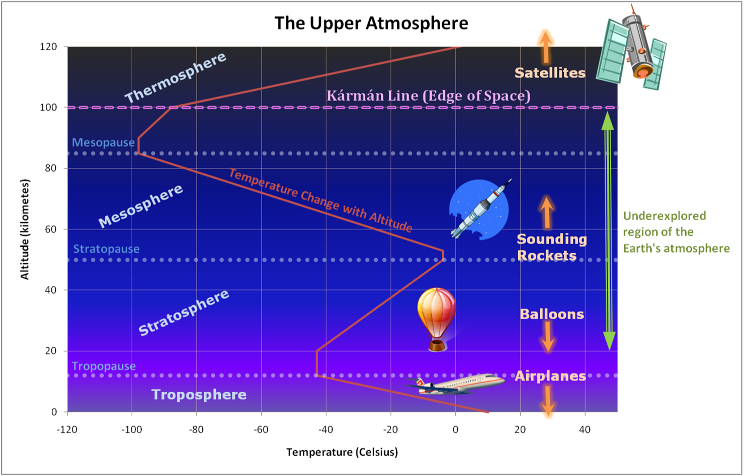 The Upper Atmosphere
120
Thermosphere
Satellites
100
Kármán Line (Edge of Space)
Mesopause
80
Mesosphere
Temperature Change with Altitude
60
Sounding
Rockets
Underexplored
region of the
Earth's atmosphere
Stratopause
40
Stratosphere
Balloons
20
Tropopause
Airplanes
Troposphere
0
Altitude (kilometes)
-120 -100 -80 -60 -40 -20 0 20 40
Temperature (Celsius)